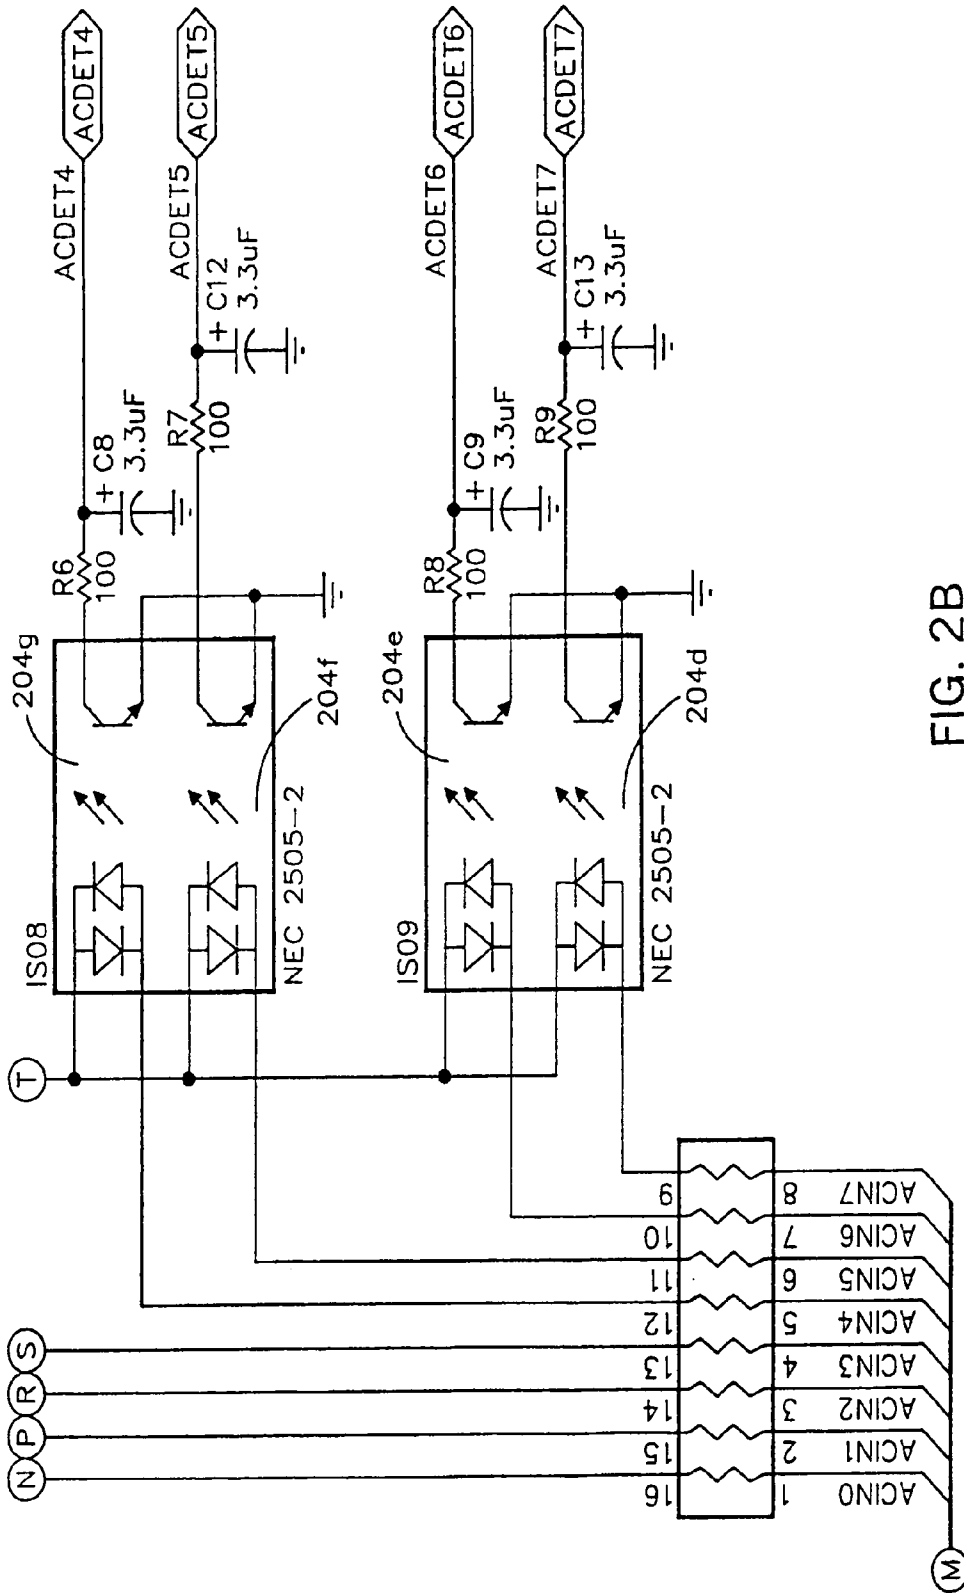 T
IS08
204g
R6
100
+ C8
3.3uF
ACDET4
ACDET4
R7
100
+ C12
3.3uF
ACDET5
ACDET5
204f
NEC 2505-2
IS09
204e
R8
100
+ C9
3.3uF
ACDET6
ACDET6
R9
100
+ C13
3.3uF
ACDET7
ACDET7
204d
NEC 2505-2
N P R S
16 15 14 13 12 11 10 9
1 2 3 4 5 6 7 8
ACIN0 ACIN1 ACIN2 ACIN3 ACIN4 ACIN5 ACIN6 ACIN7
M
FIG. 2B